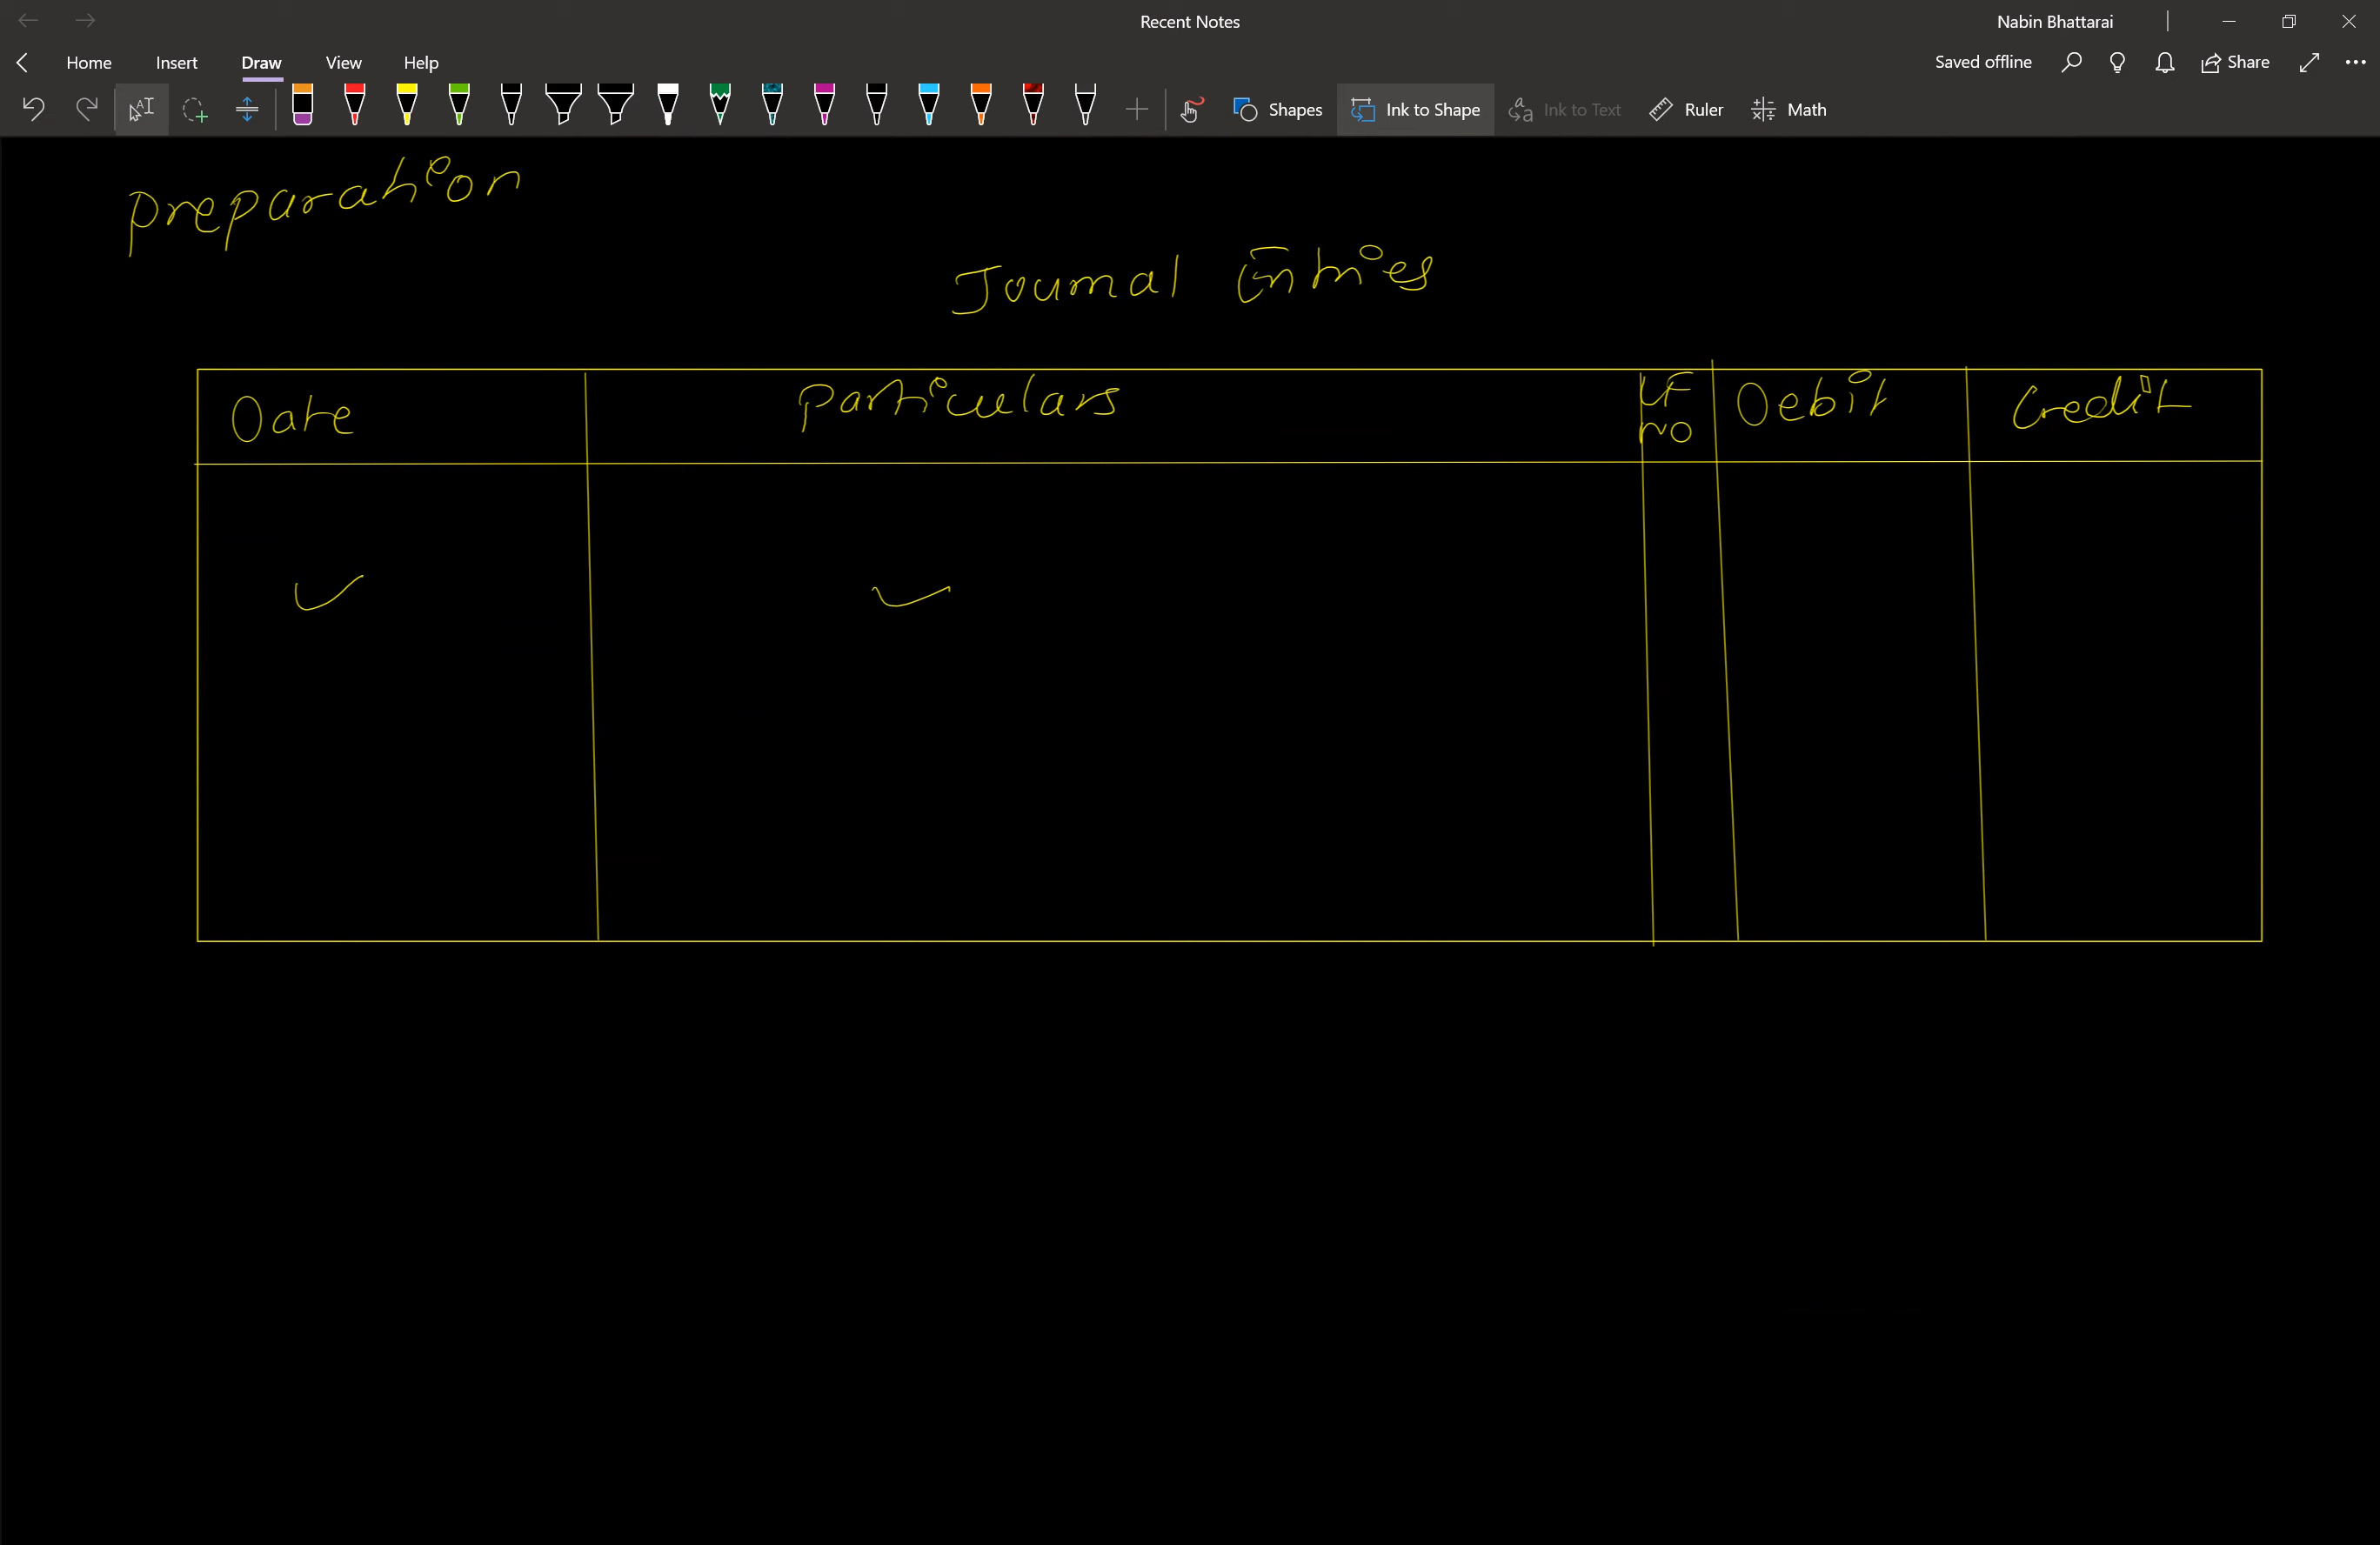 Recent Notes
Nabin Bhattarai
Home Insert Draw View Help
Saved offline
Share
Shapes
Ink to Shape
Ink to Text
Ruler
Math
preparation
Journal Entries
Date
particulars
LF
no
Debit
Credit